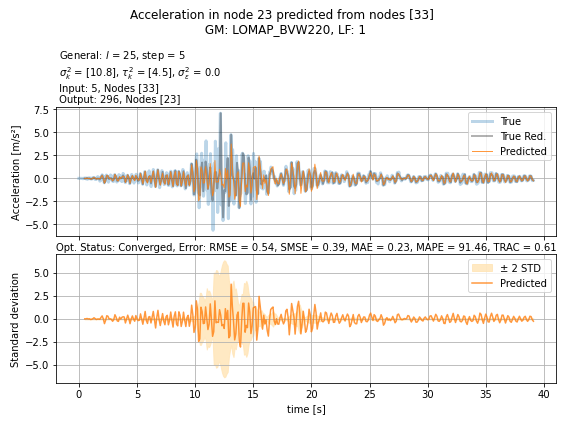 Acceleration in node 23 predicted from nodes [33]
GM: LOMAP_BVW220, LF: 1
General: l = 25, step = 5
σ²ₖ = [10.8], τ²ₖ = [4.5], σ²ε = 0.0
Input: 5, Nodes [33]
Output: 296, Nodes [23]
Acceleration [m/s²]
7.5
5.0
2.5
0.0
−2.5
−5.0
True
True Red.
Predicted
Opt. Status: Converged, Error: RMSE = 0.54, SMSE = 0.39, MAE = 0.23, MAPE = 91.46, TRAC = 0.61
Standard deviation
5.0
2.5
0.0
−2.5
−5.0
± 2 STD
Predicted
0 5 10 15 20 25 30 35 40
time [s]